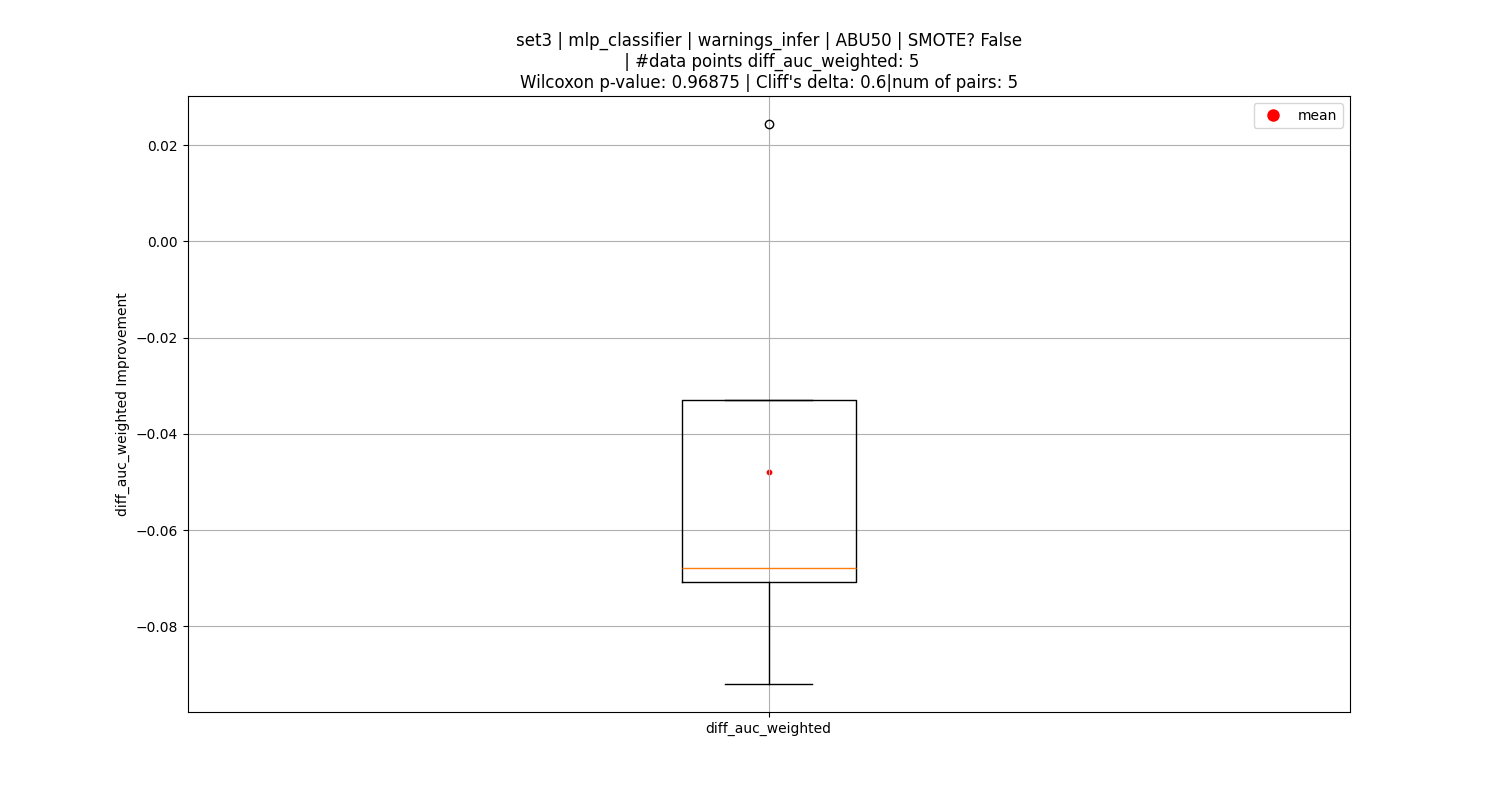 set3 | mlp_classifier | warnings_infer | ABU50 | SMOTE? False
| #data points diff_auc_weighted: 5
Wilcoxon p-value: 0.96875 | Cliff's delta: 0.6|num of pairs: 5
mean
0.02
0.00
−0.02
−0.04
−0.06
−0.08
diff_auc_weighted Improvement
diff_auc_weighted